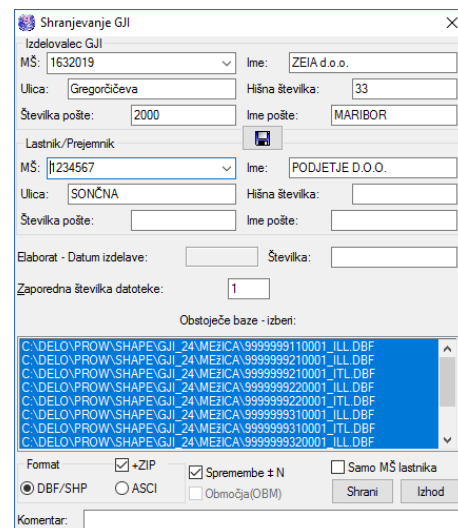 Shranjevanje GJI
Izdelovalec GJI
MŠ: 1632019 Ime: ZEIA d.o.o.
Ulica: Gregorčičeva Hišna številka: 33
Številka pošte: 2000 Ime pošte: MARIBOR
Lastnik/Prejemnik
MŠ: 1234567 Ime: PODJETJE D.O.O.
Ulica: SONČNA Hišna številka:
Številka pošte: Ime pošte:
Elaborat - Datum izdelave: Številka:
Zaporedna številka datoteke: 1
Obstoječe baze - izberi:
C:\DELO\PROW\SHAPE\GJI_24\MEžICA\9999999110001_ILL.DBF
C:\DELO\PROW\SHAPE\GJI_24\MEžICA\9999999210001_ILL.DBF
C:\DELO\PROW\SHAPE\GJI_24\MEžICA\9999999210001_ITL.DBF
C:\DELO\PROW\SHAPE\GJI_24\MEžICA\9999999220001_ILL.DBF
C:\DELO\PROW\SHAPE\GJI_24\MEžICA\9999999220001_ITL.DBF
C:\DELO\PROW\SHAPE\GJI_24\MEžICA\9999999310001_ILL.DBF
C:\DELO\PROW\SHAPE\GJI_24\MEžICA\9999999310001_ITL.DBF
C:\DELO\PROW\SHAPE\GJI_24\MEžICA\9999999320001_ILL.DBF
Format +ZIP Spremembe ± N Samo MŠ lastnika
DBF/SHP ASCI Območja(OBM) Shrani Izhod
Komentar: